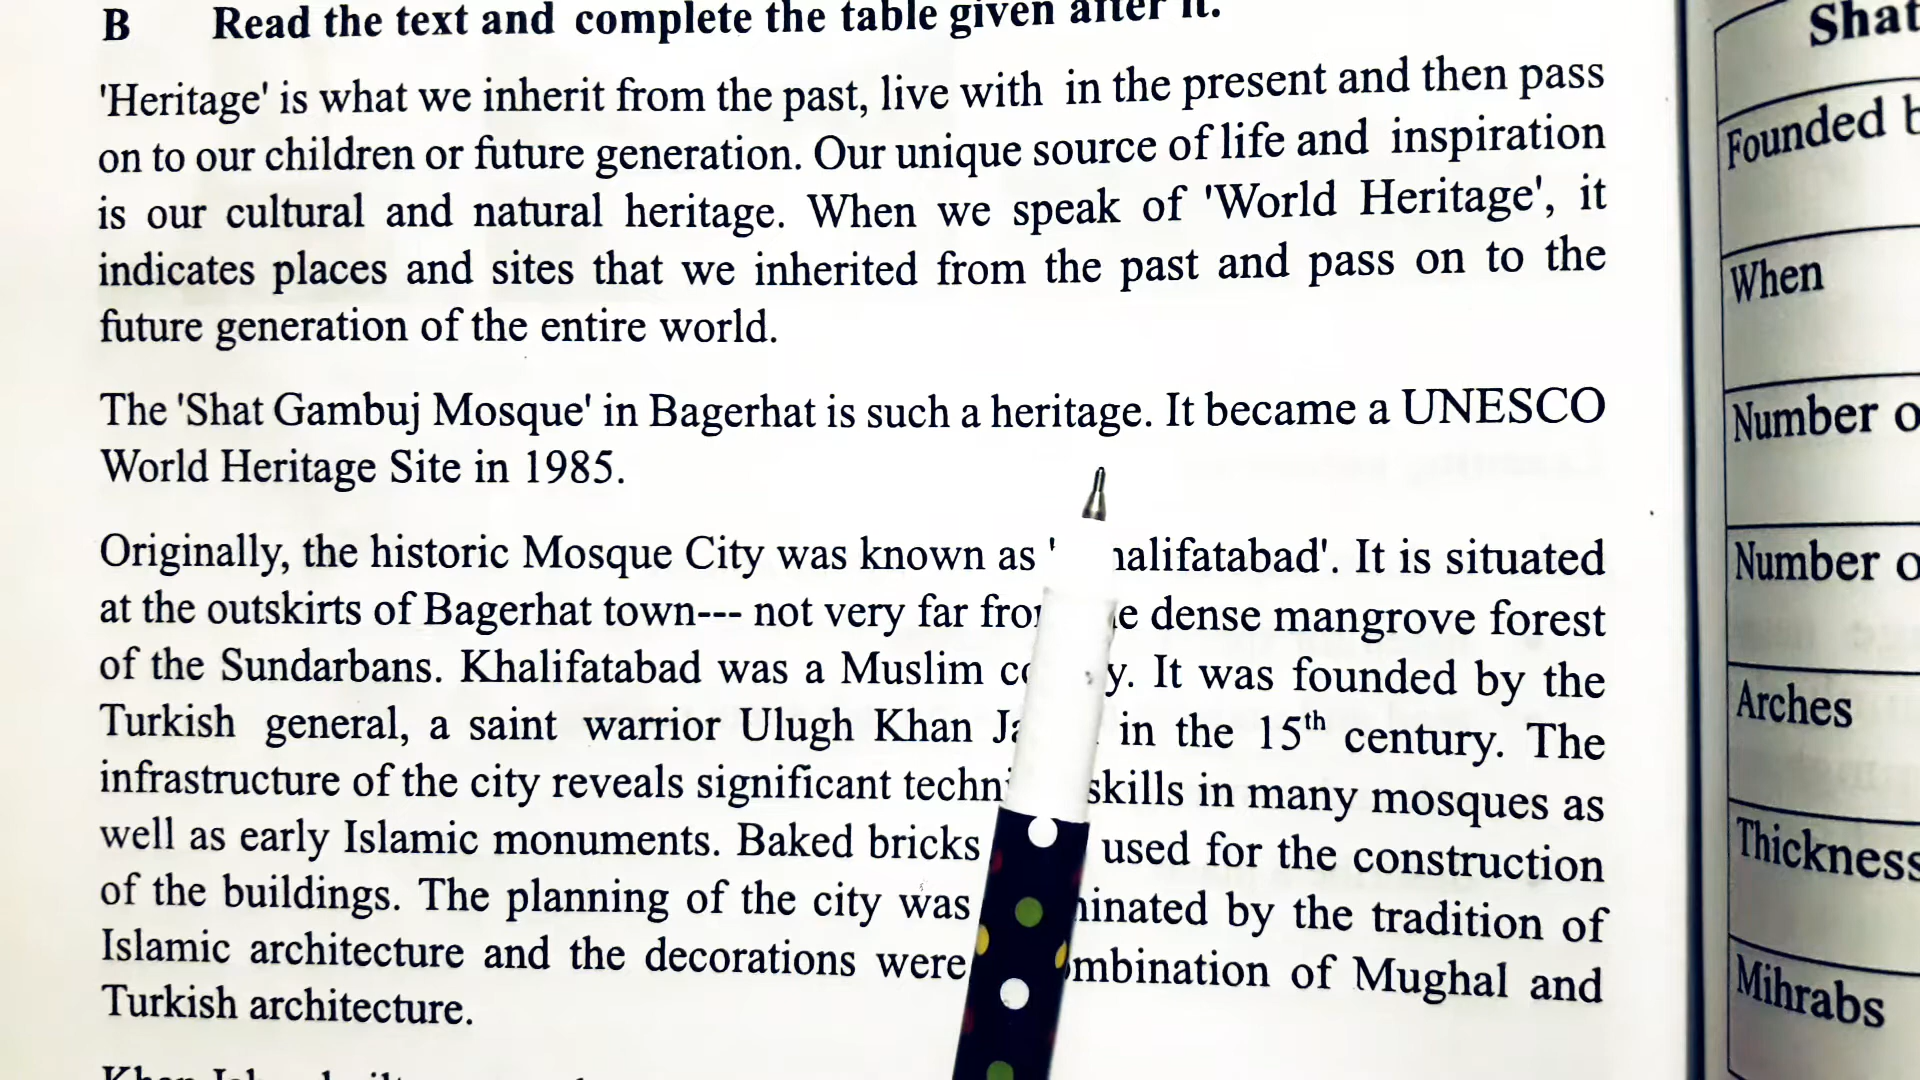 B Read the text and complete the table given after it.
'Heritage' is what we inherit from the past, live with in the present and then pass
on to our children or future generation. Our unique source of life and inspiration
is our cultural and natural heritage. When we speak of 'World Heritage', it
indicates places and sites that we inherited from the past and pass on to the
future generation of the entire world.
The 'Shat Gambuj Mosque' in Bagerhat is such a heritage. It became a UNESCO
World Heritage Site in 1985.
Originally, the historic Mosque City was known as ' halifatabad'. It is situated
at the outskirts of Bagerhat town--- not very far dense mangrove forest
of the Sundarbans. Khalifatabad was a Muslim It was founded by the
Turkish general, a saint warrior Ulugh Khan in the 15th century. The
infrastructure of the city reveals significant skills in many mosques as
well as early Islamic monuments. Baked bricks used for the construction
of the buildings. The planning of the city was by the tradition of
Islamic architecture and the decorations were of Mughal and
Turkish architecture.
Shat
Founded b
When
Number o
Number o
Arches
Thickness
Mihrabs